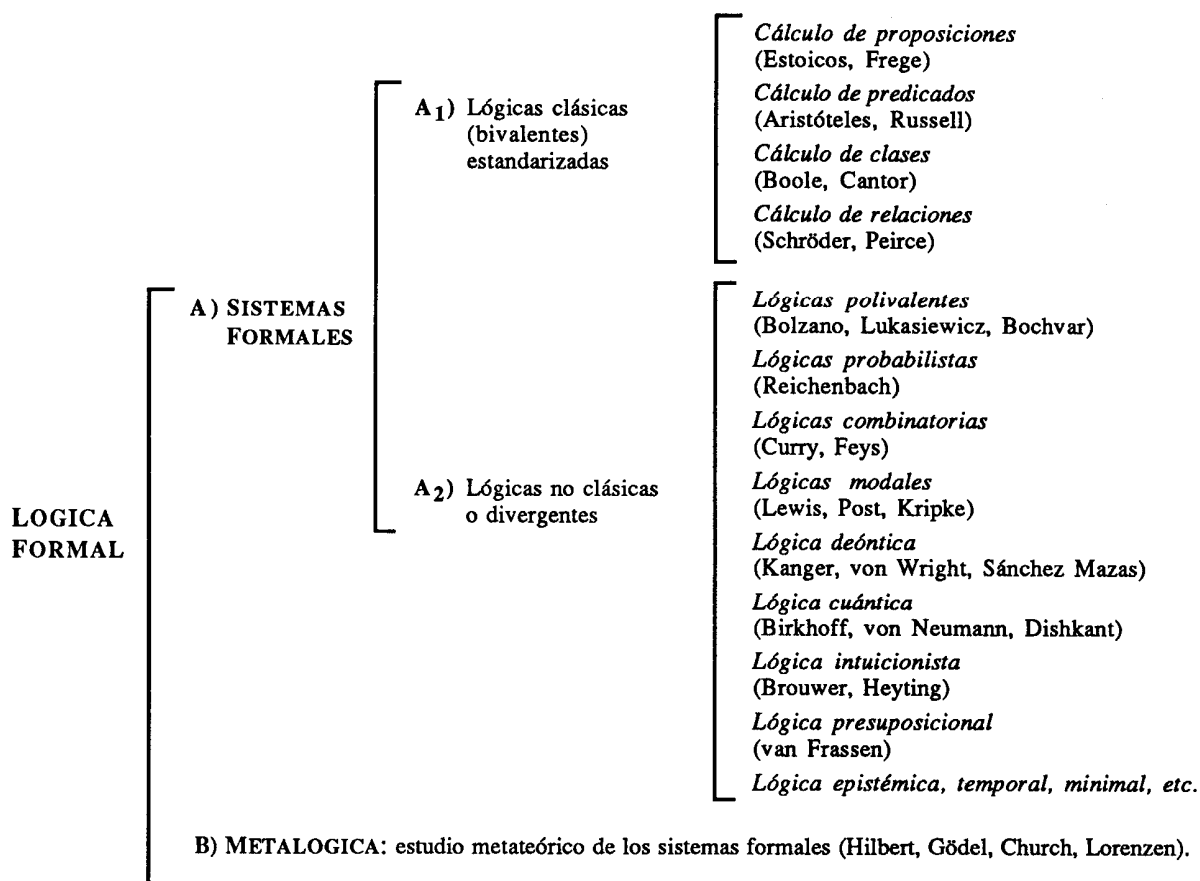 LOGICA
FORMAL
A) SISTEMAS
FORMALES
A1) Lógicas clásicas
(bivalentes)
estandarizadas
Cálculo de proposiciones
(Estoicos, Frege)
Cálculo de predicados
(Aristóteles, Russell)
Cálculo de clases
(Boole, Cantor)
Cálculo de relaciones
(Schröder, Peirce)
A2) Lógicas no clásicas
o divergentes
Lógicas polivalentes
(Bolzano, Lukasiewicz, Bochvar)
Lógicas probabilistas
(Reichenbach)
Lógicas combinatorias
(Curry, Feys)
Lógicas modales
(Lewis, Post, Kripke)
Lógica deóntica
(Kanger, von Wright, Sánchez Mazas)
Lógica cuántica
(Birkhoff, von Neumann, Dishkant)
Lógica intuicionista
(Brouwer, Heyting)
Lógica presuposicional
(van Frassen)
Lógica epistémica, temporal, minimal, etc.
B) METALOGICA: estudio metateórico de los sistemas formales (Hilbert, Gödel, Church, Lorenzen).